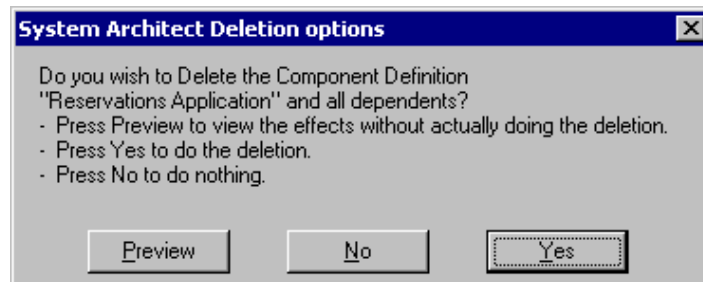 System Architect Deletion options
Do you wish to Delete the Component Definition
"Reservations Application" and all dependents?
- Press Preview to view the effects without actually doing the deletion.
- Press Yes to do the deletion.
- Press No to do nothing.
Preview No Yes